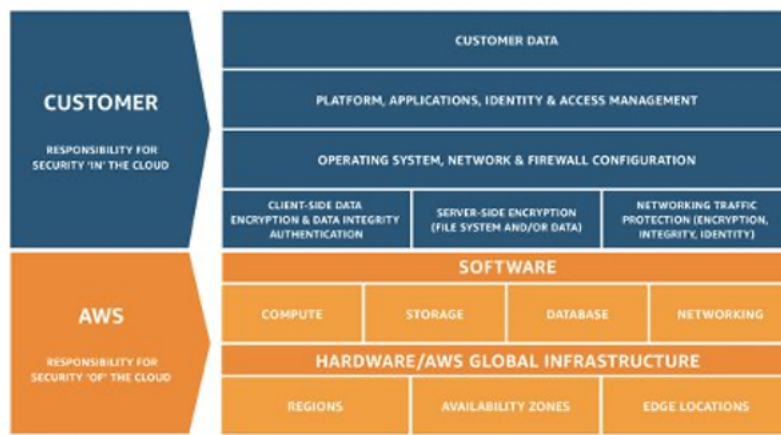 CUSTOMER
RESPONSIBILITY FOR
SECURITY 'IN' THE CLOUD
CUSTOMER DATA
PLATFORM, APPLICATIONS, IDENTITY & ACCESS MANAGEMENT
OPERATING SYSTEM, NETWORK & FIREWALL CONFIGURATION
CLIENT-SIDE DATA
ENCRYPTION & DATA INTEGRITY
AUTHENTICATION
SERVER-SIDE ENCRYPTION
(FILE SYSTEM AND/OR DATA)
NETWORKING TRAFFIC
PROTECTION (ENCRYPTION,
INTEGRITY, IDENTITY)
AWS
RESPONSIBILITY FOR
SECURITY 'OF' THE CLOUD
SOFTWARE
COMPUTE
STORAGE
DATABASE
NETWORKING
HARDWARE/AWS GLOBAL INFRASTRUCTURE
REGIONS
AVAILABILITY ZONES
EDGE LOCATIONS